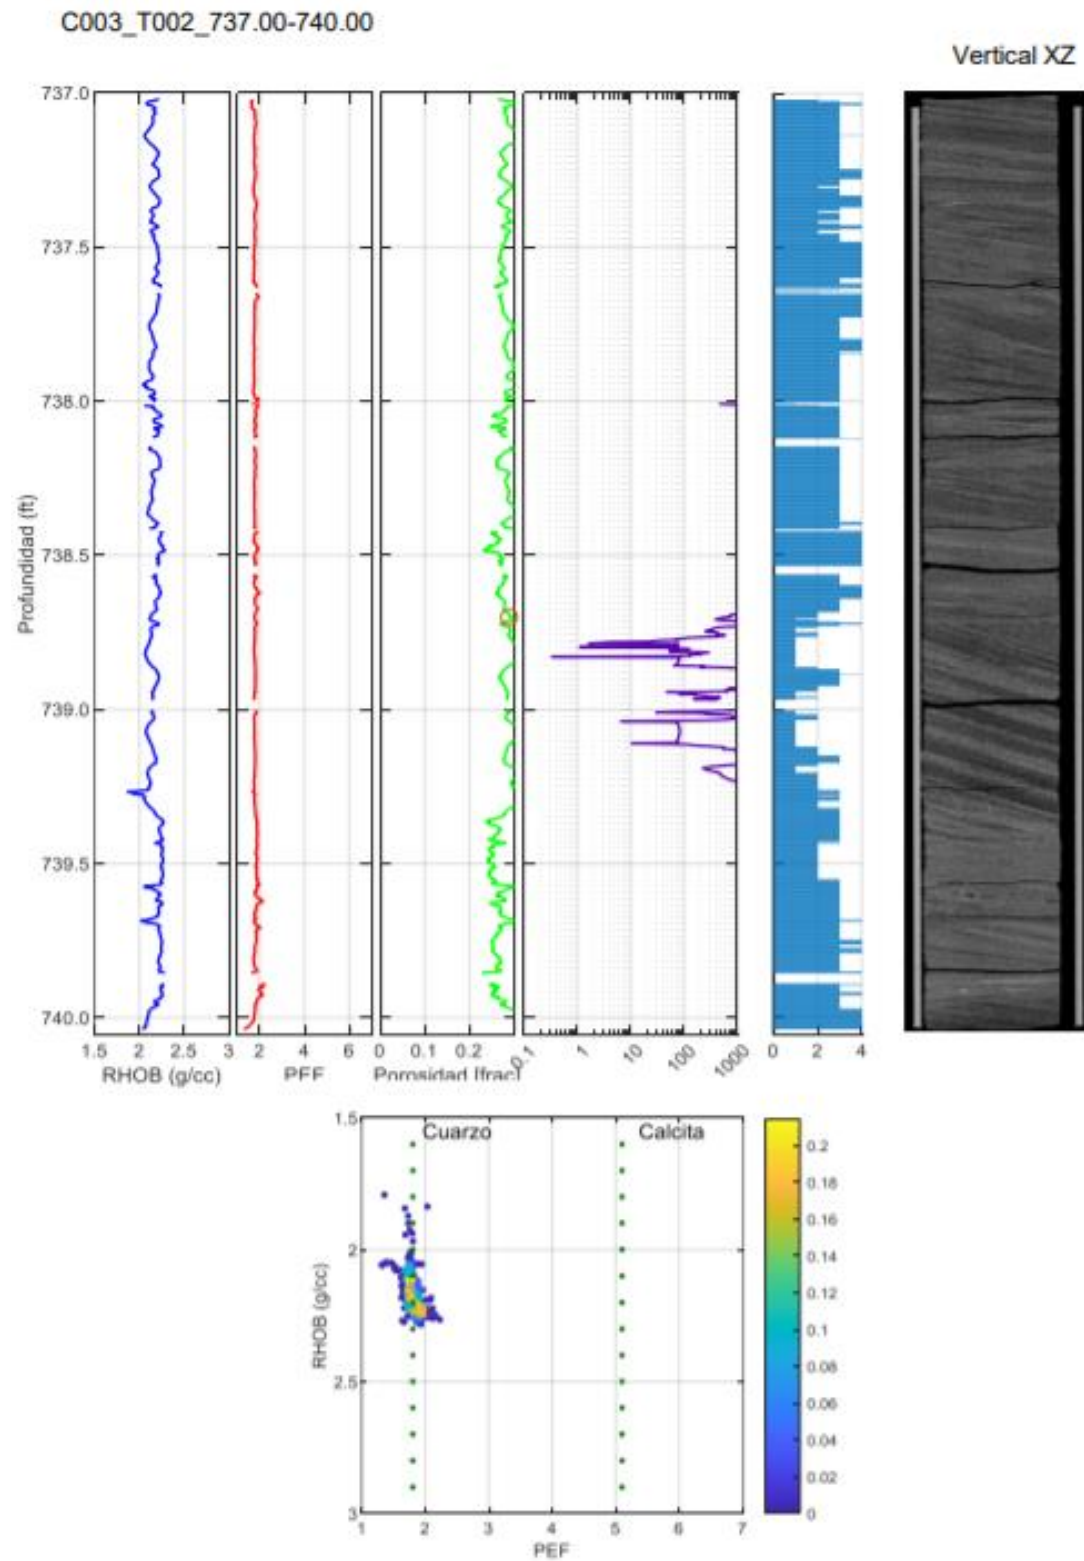 C003_T002_737.00-740.00
Vertical XZ
737.0
737.5
738.0
738.5
739.0
739.5
740.0
Profundidad (ft)
1.5 2 2.5 3 2 4 6 0 0.1 0.2 0.1 1 10 100 1000 0 2 4
RHOB (g/cc) PEF Porosidad [frac]
Cuarzo Calcita
1.5
2
2.5
3
RHOB (g/cc)
1 2 3 4 5 6 7
PEF
0.2
0.18
0.16
0.14
0.12
0.1
0.08
0.06
0.04
0.02
0